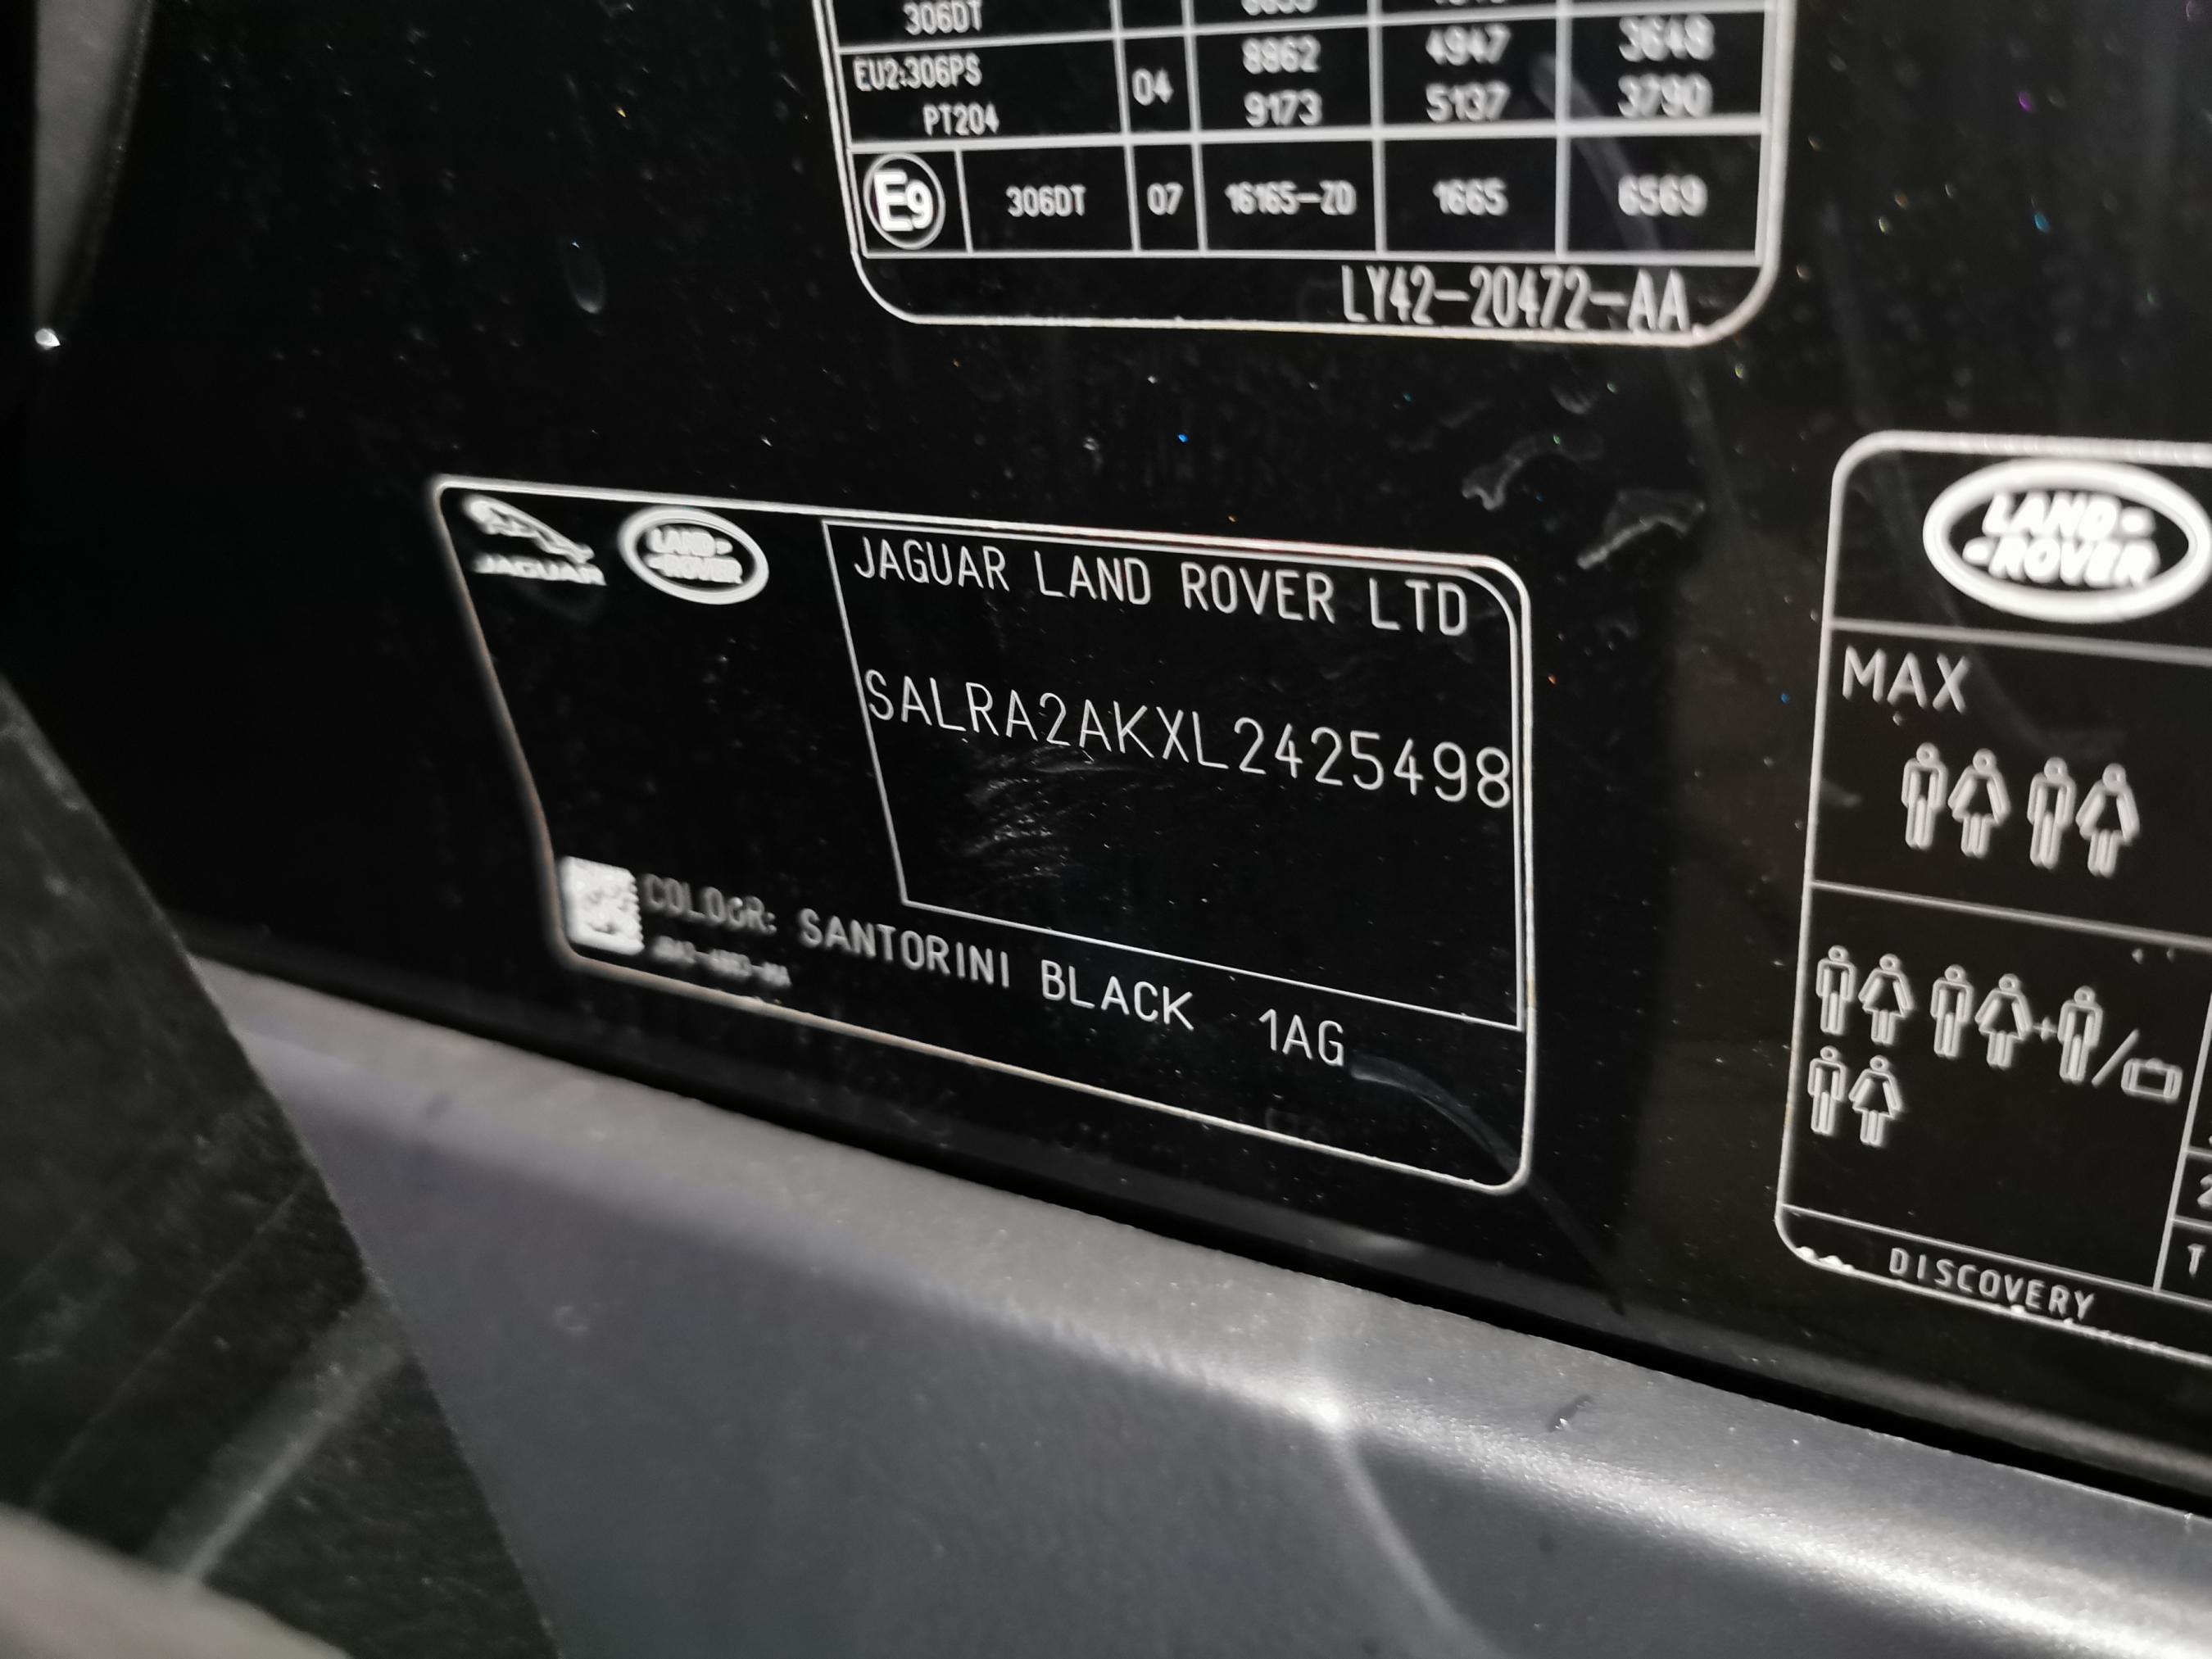 306DT
EU2:306PS 04 8862 4947 3648
PT204 9173 5137 3790
E9 306DT 07 16165-ZD 1665 6569
LY42-20472-AA
JAGUAR
LAND-
-ROVER
JAGUAR LAND ROVER LTD
SALRA2AKXL2425498
COLOUR: SANTORINI BLACK 1AG
LAND-
-ROVER
MAX
+ /
DISCOVERY